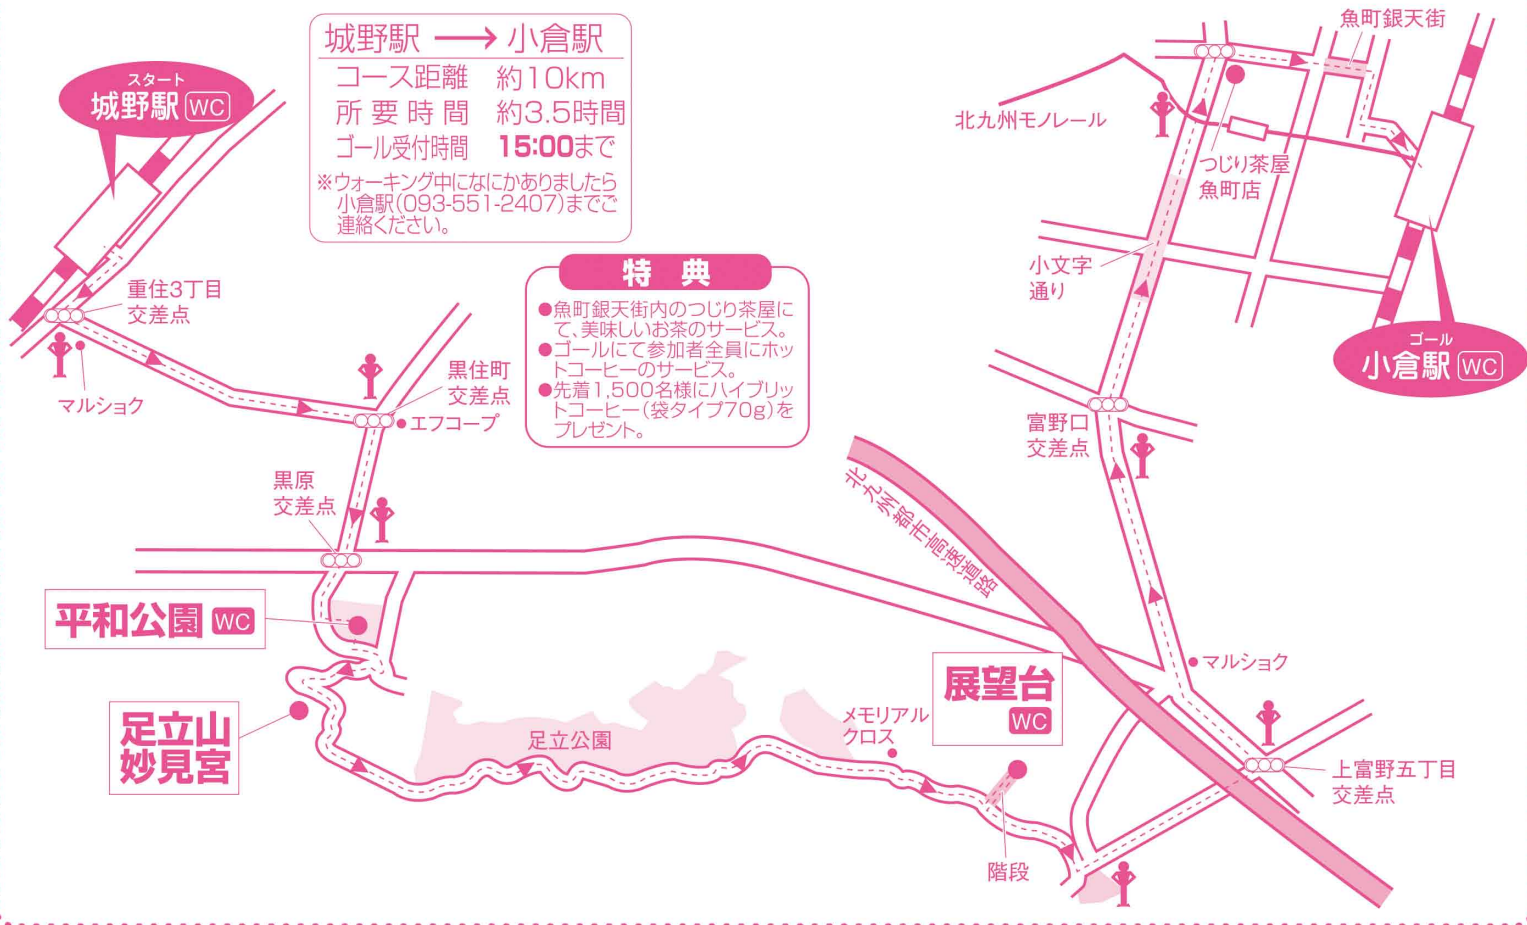 スタート
城野駅 WC
城野駅 → 小倉駅
コース距離 約10km
所要時間 約3.5時間
ゴール受付時間 15:00まで
※ウォーキング中になにかありましたら
小倉駅(093-551-2407)までご
連絡ください。
特典
●魚町銀天街内のつじり茶屋に
て、美味しいお茶のサービス。
●ゴールにて参加者全員にホッ
トコーヒーのサービス。
●先着1,500名様にハイブリッ
トコーヒー(袋タイプ70g)を
プレゼント。
重住3丁目
交差点
マルショク
黒住町
交差点
エフコープ
黒原
交差点
平和公園 WC
足立山
妙見宮
足立公園
メモリアル
クロス
展望台
WC
階段
上富野五丁目
交差点
マルショク
北九州都市高速道路
富野口
交差点
小文字
通り
北九州モノレール
つじり茶屋
魚町店
魚町銀天街
ゴール
小倉駅 WC